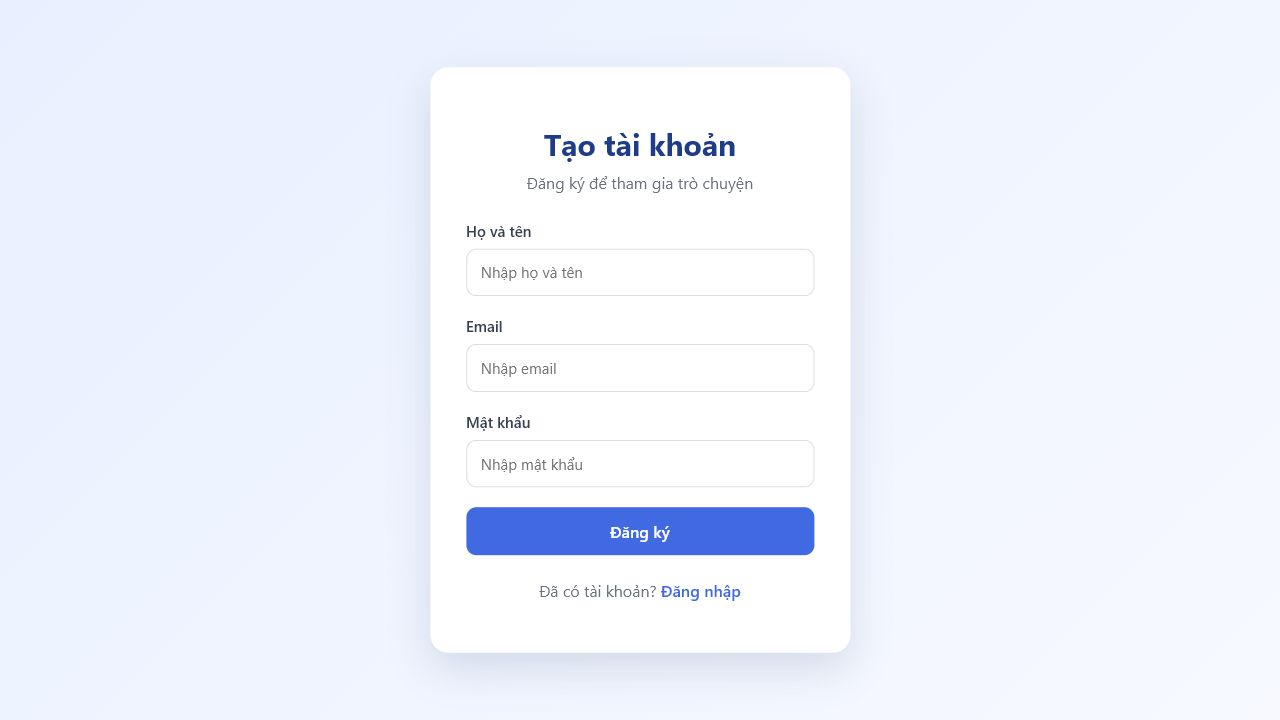 Tạo tài khoản
Đăng ký để tham gia trò chuyện
Họ và tên
Nhập họ và tên
Email
Nhập email
Mật khẩu
Nhập mật khẩu
Đăng ký
Đã có tài khoản? Đăng nhập